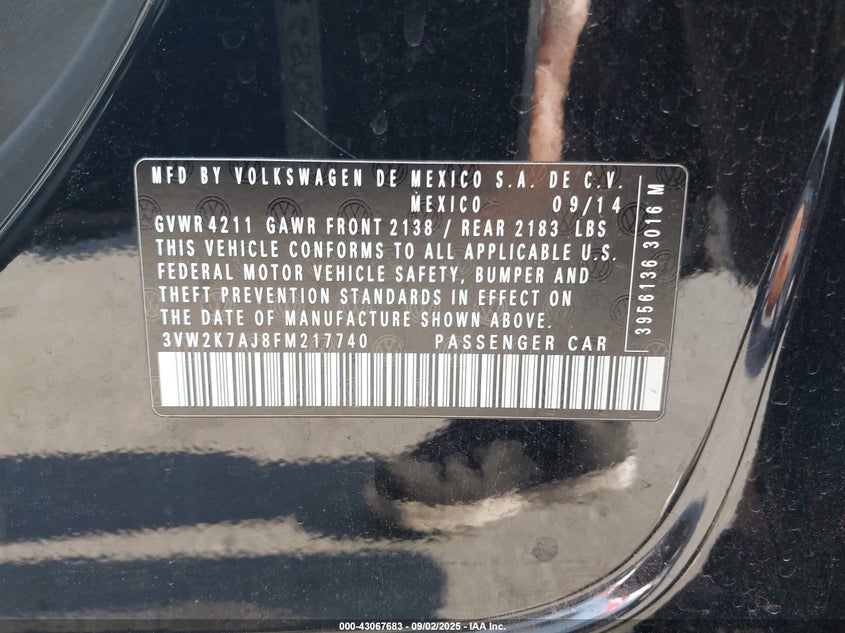 MFD BY VOLKSWAGEN DE MEXICO S.A. DE C.V.
MEXICO 09/14
GVWR 4211 GAWR FRONT 2138 / REAR 2183 LBS
THIS VEHICLE CONFORMS TO ALL APPLICABLE U.S.
FEDERAL MOTOR VEHICLE SAFETY, BUMPER AND
THEFT PREVENTION STANDARDS IN EFFECT ON
THE DATE OF MANUFACTURE SHOWN ABOVE.
3VW2K7AJ8FM217740 PASSENGER CAR
3956136 3016 M
000-43067683 - 09/02/2025 - IAA Inc.